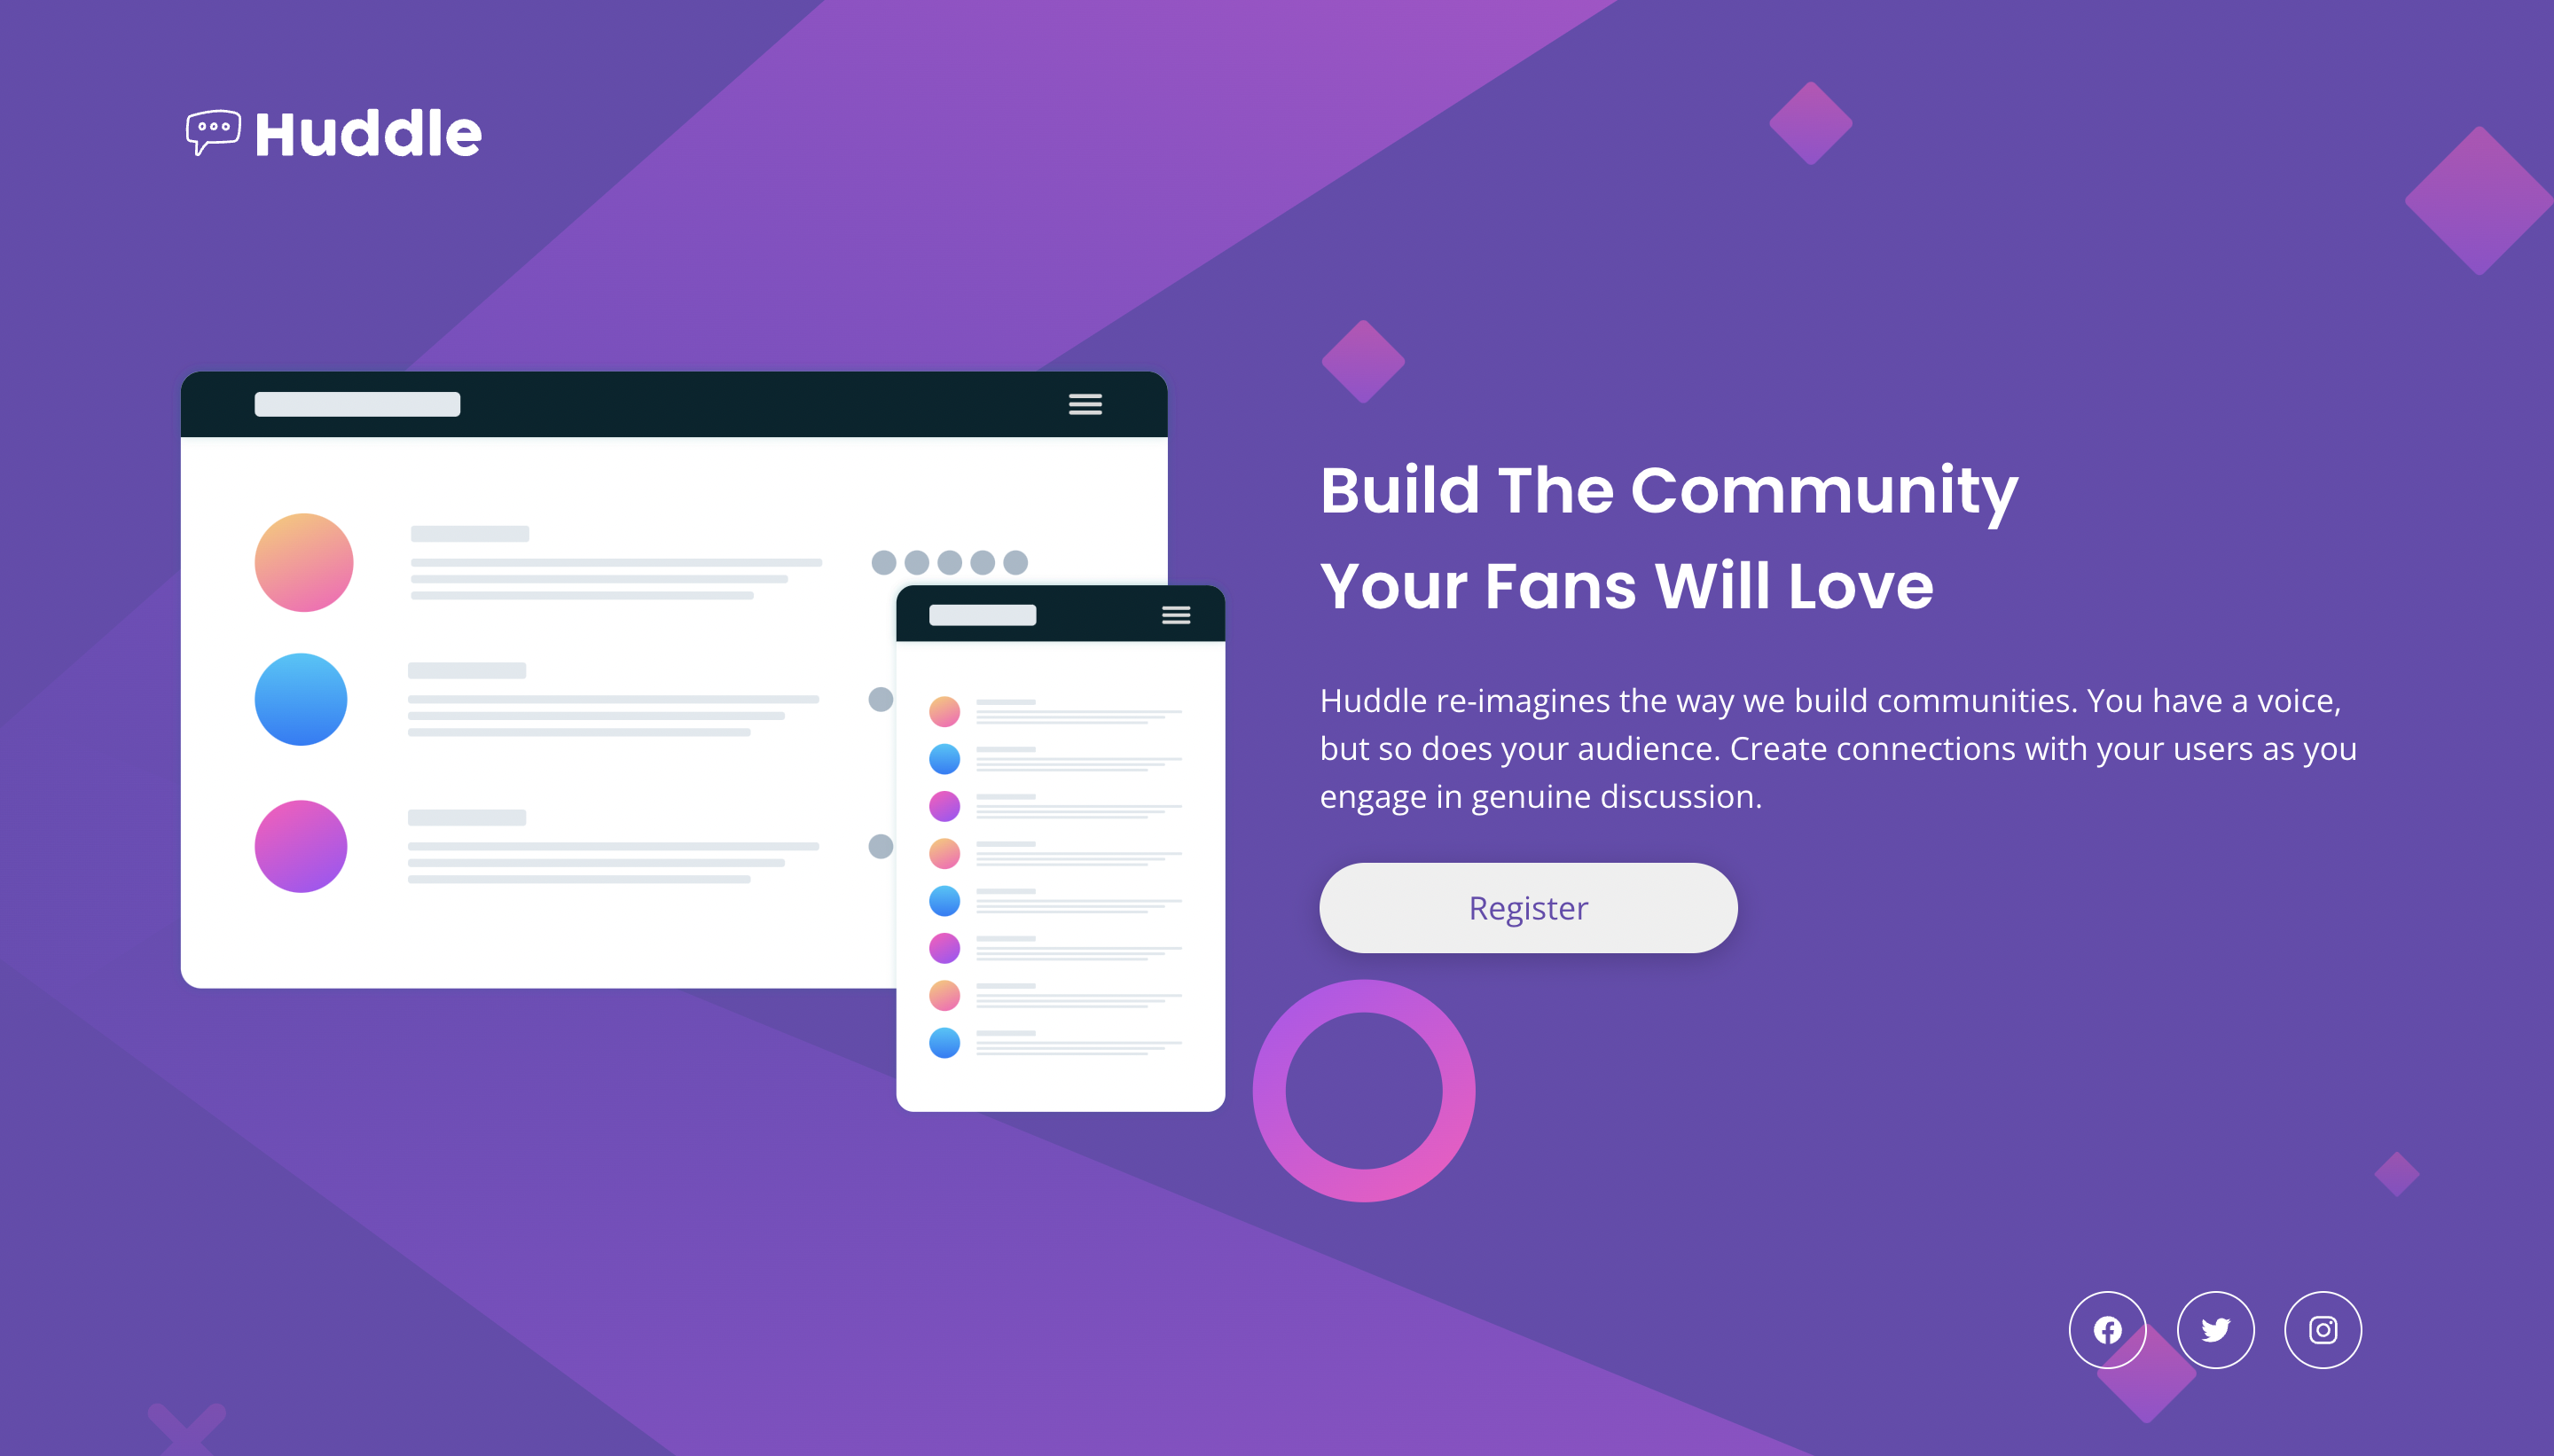 Huddle
Build The Community
Your Fans Will Love
Huddle re-imagines the way we build communities. You have a voice,
but so does your audience. Create connections with your users as you
engage in genuine discussion.
Register